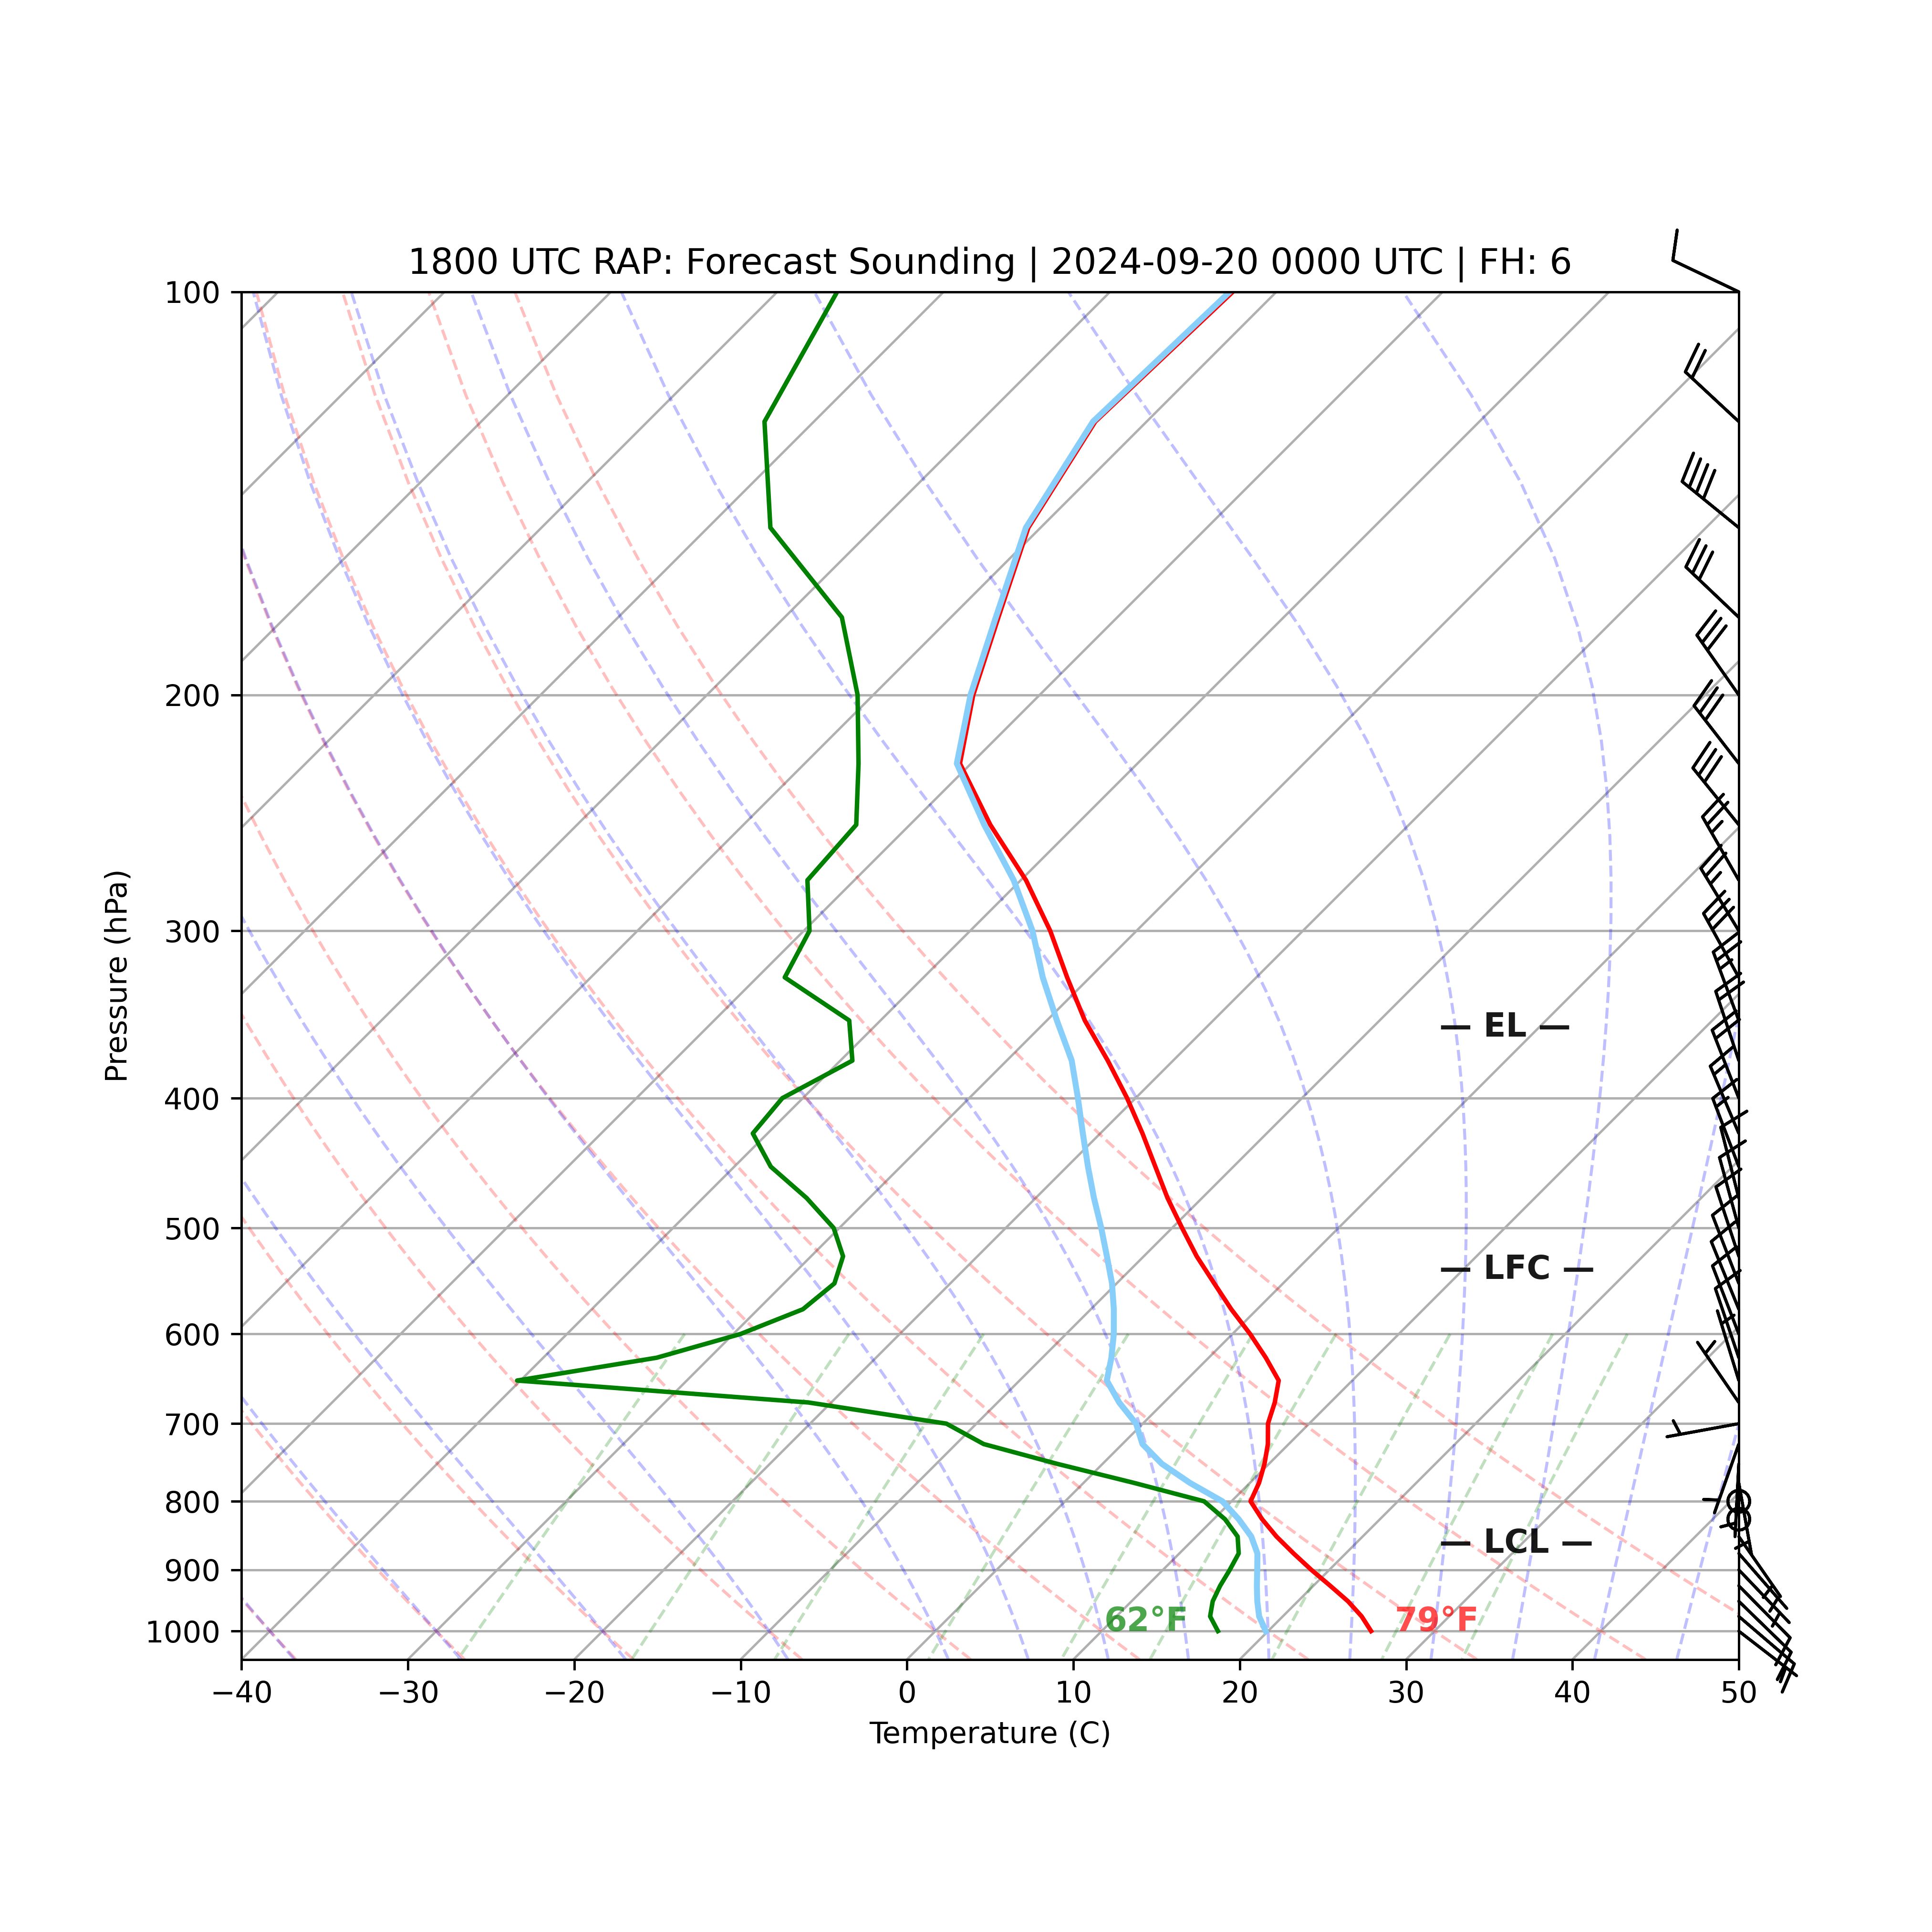 1800 UTC RAP: Forecast Sounding | 2024-09-20 0000 UTC | FH: 6
100
200
300
400
500
600
700
800
900
1000
Pressure (hPa)
— EL —
— LFC —
— LCL —
62°F
79°F
−40 −30 −20 −10 0 10 20 30 40 50
Temperature (C)